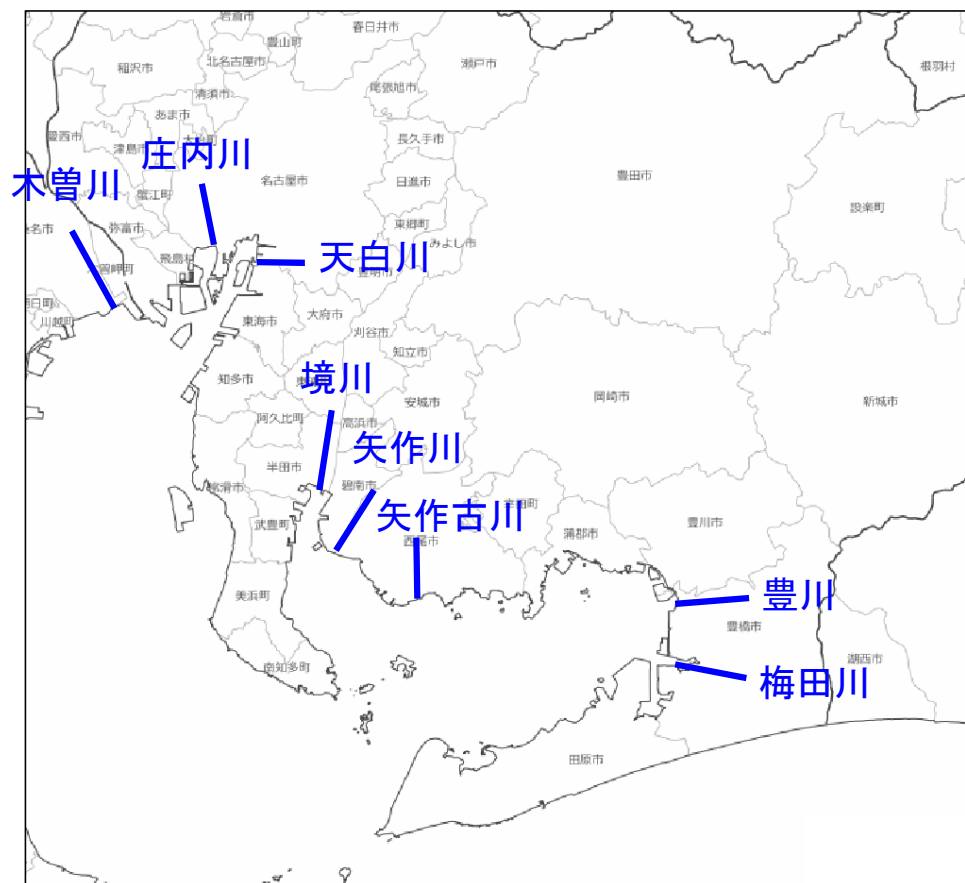 岩倉市
春日井市
豊山町
稲沢市
北名古屋市
瀬戸市
根羽村
清須市
尾張旭市
あま市
愛西市
津島市
長久手市
庄内川
木曽川
蟹江町
名古屋市
日進市
豊田市
設楽町
弥富市
東郷町
みよし市
飛島村
天白川
豊明市
川越町
東海市
大府市
刈谷市
知立市
知多市
境川
安城市
岡崎市
新城市
阿久比町
高浜市
矢作川
半田市
碧南市
常滑市
矢作古川
幸田町
武豊町
西尾市
蒲郡市
豊川市
美浜町
豊川
豊橋市
湖西市
南知多町
梅田川
田原市